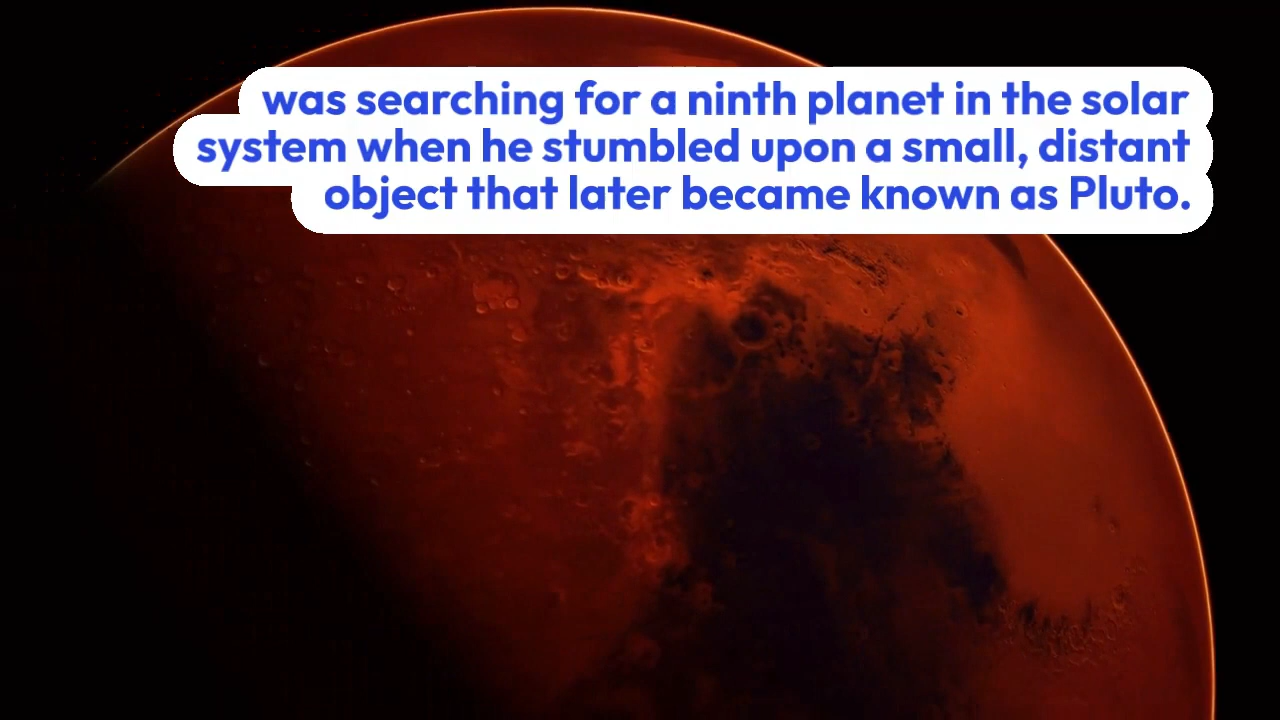 was searching for a ninth planet in the solar
system when he stumbled upon a small, distant
object that later became known as Pluto.